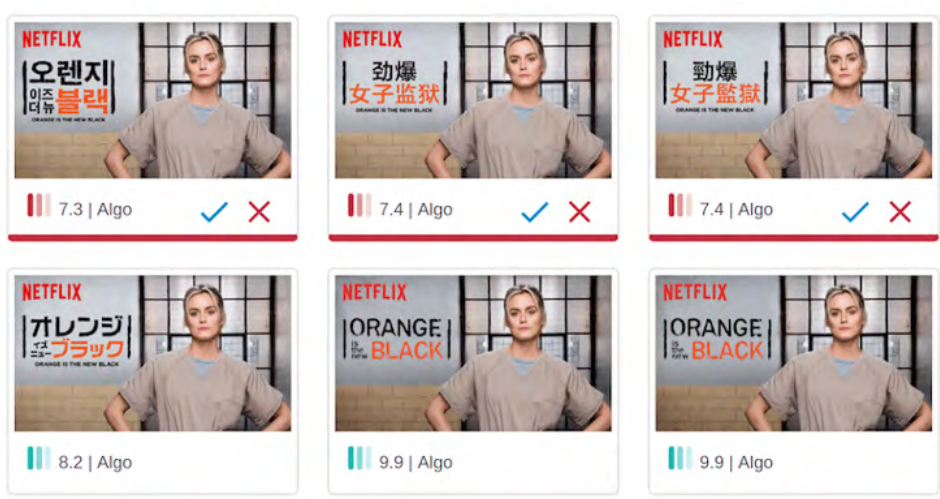 NETFLIX
오렌지
이즈
더 뉴 블랙
ORANGE IS THE NEW BLACK
7.3 | Algo
NETFLIX
劲爆
女子监狱
ORANGE IS THE NEW BLACK
7.4 | Algo
NETFLIX
勁爆
女子監獄
ORANGE IS THE NEW BLACK
7.4 | Algo
NETFLIX
オレンジ
イズ
ニュー ブラック
ORANGE IS THE NEW BLACK
8.2 | Algo
NETFLIX
ORANGE
is
the
new BLACK
9.9 | Algo
NETFLIX
ORANGE
is
the
new BLACK
9.9 | Algo